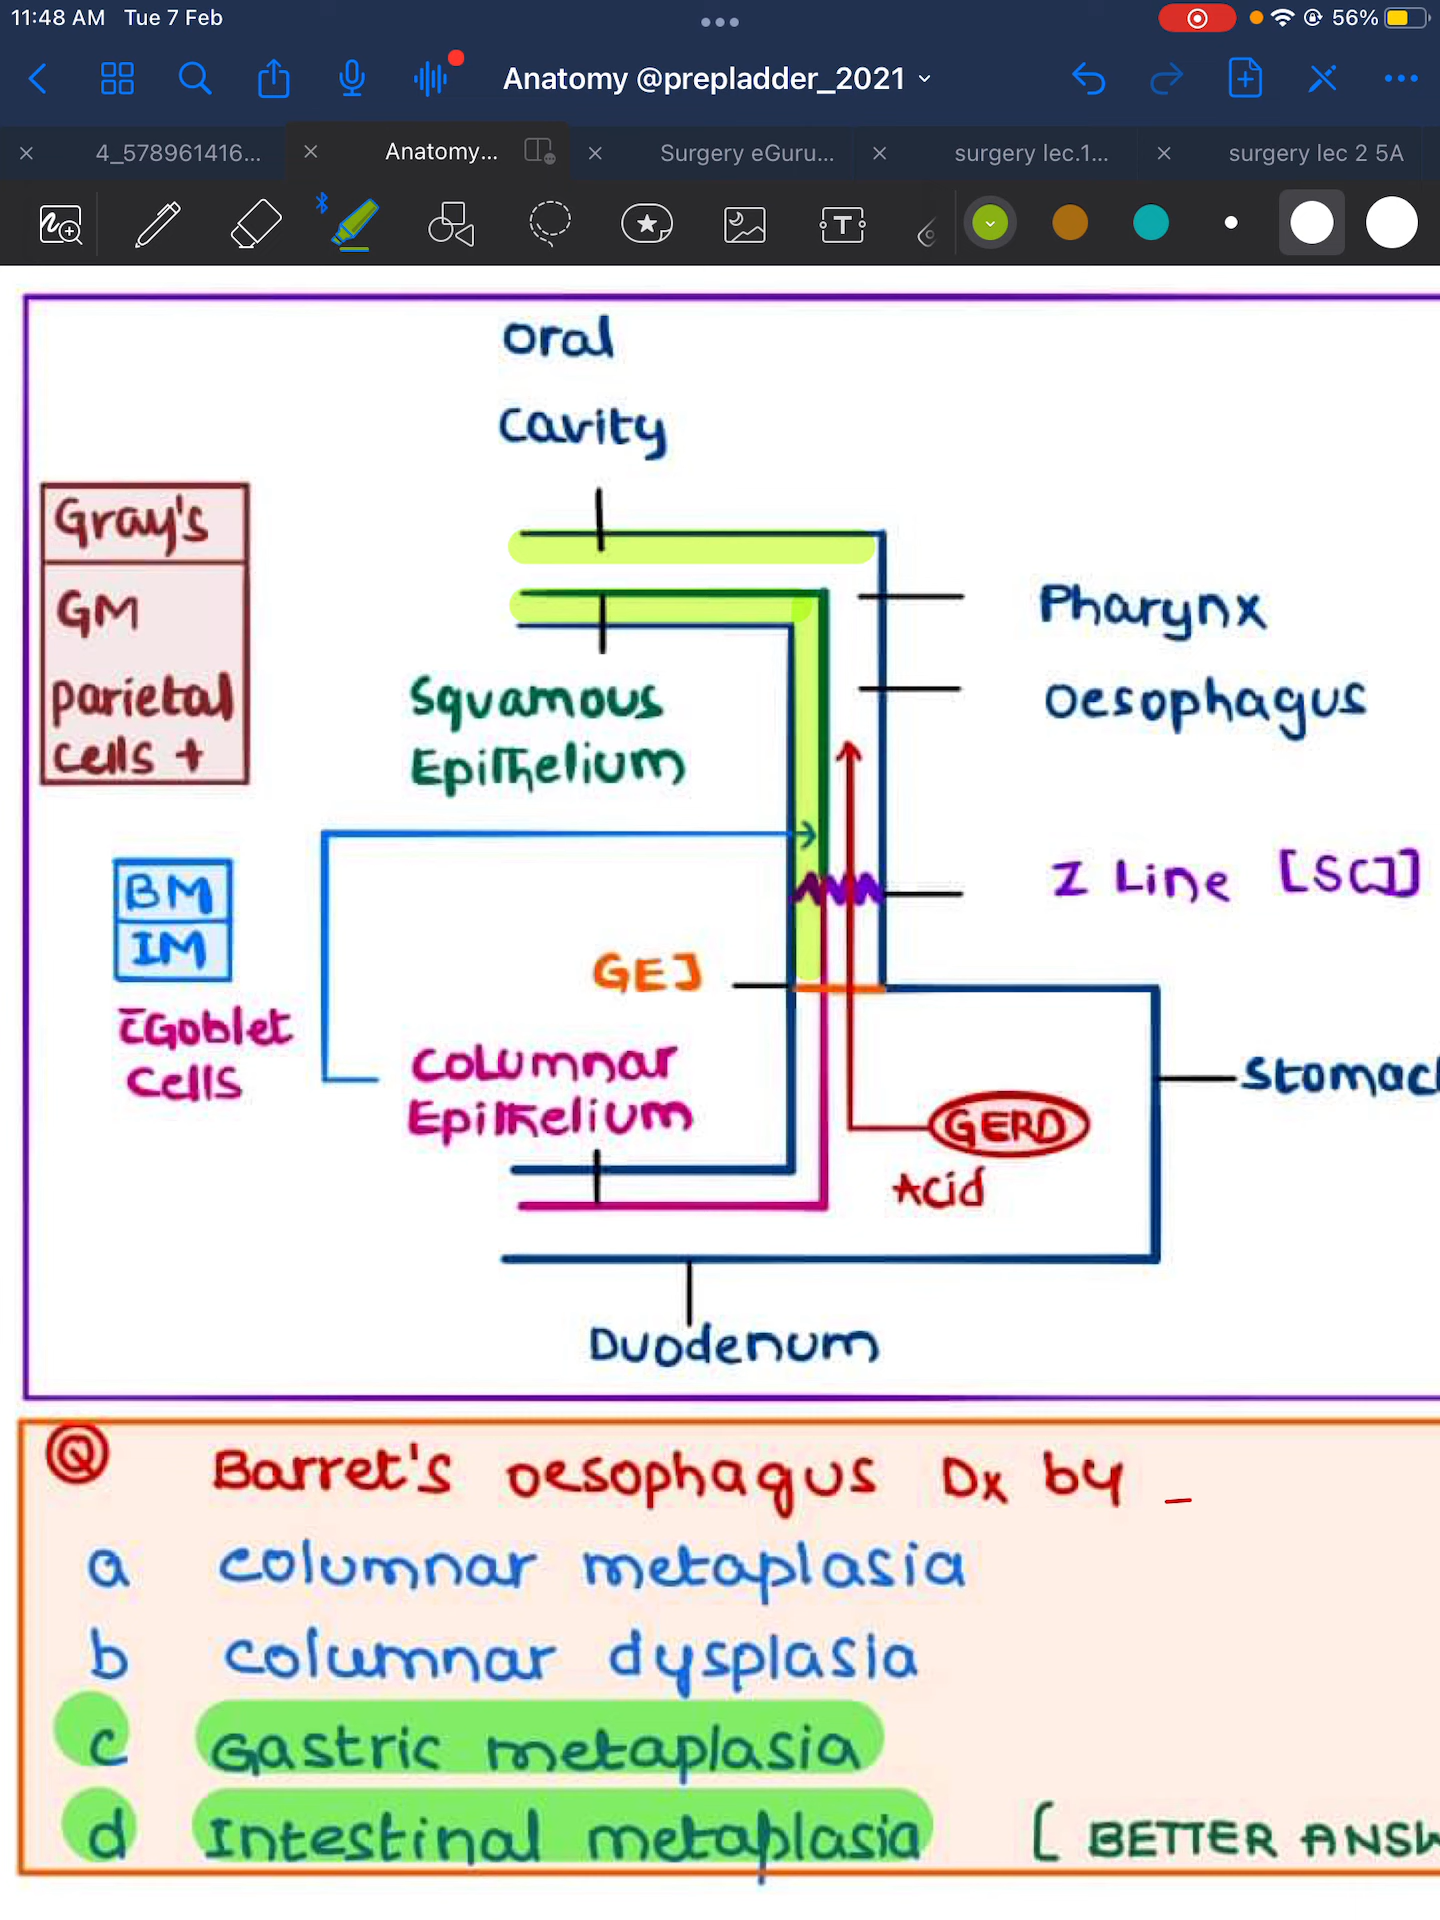 11:48 AM Tue 7 Feb
56%
Anatomy @prepladder_2021
4_578961416...
Anatomy...
Surgery eGuru...
surgery lec.1...
surgery lec 2 5A
oral
cavity
Gray's
GM
parietal
cells +
Pharynx
Oesophagus
Squamous
Epithelium
Z Line [SCJ]
BM
IM
c̄ Goblet
cells
GEJ
columnar
Epithelium
Stomac
GERD
Acid
Duodenum
Q Barret's oesophagus Dx by _
a columnar metaplasia
b columnar dysplasia
c Gastric metaplasia
d Intestinal metaplasia [ BETTER ANSW